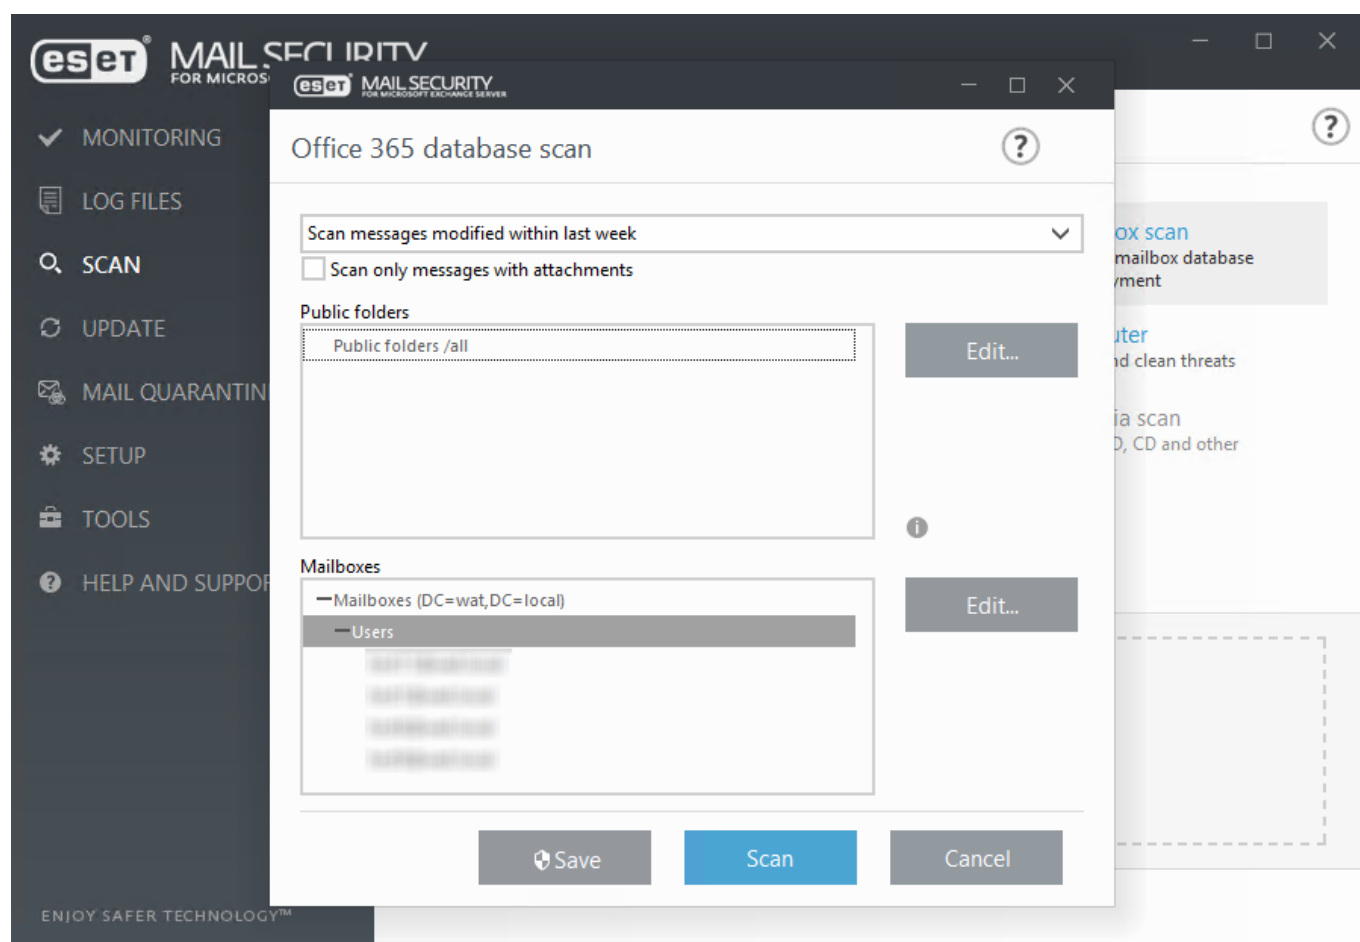 eset MAIL SECURITY
FOR MICROS
eset MAIL SECURITY
FOR MICROSOFT EXCHANGE SERVER
MONITORING
LOG FILES
SCAN
UPDATE
MAIL QUARANTIN
SETUP
TOOLS
HELP AND SUPPOR
ENJOY SAFER TECHNOLOGY™
Office 365 database scan
?
Scan messages modified within last week
Scan only messages with attachments
Public folders
Public folders /all
Edit...
i
Mailboxes
Mailboxes (DC=wat,DC=local)
Users
Edit...
Save
Scan
Cancel
?
ox scan
mailbox database
yment
uter
nd clean threats
ia scan
D, CD and other